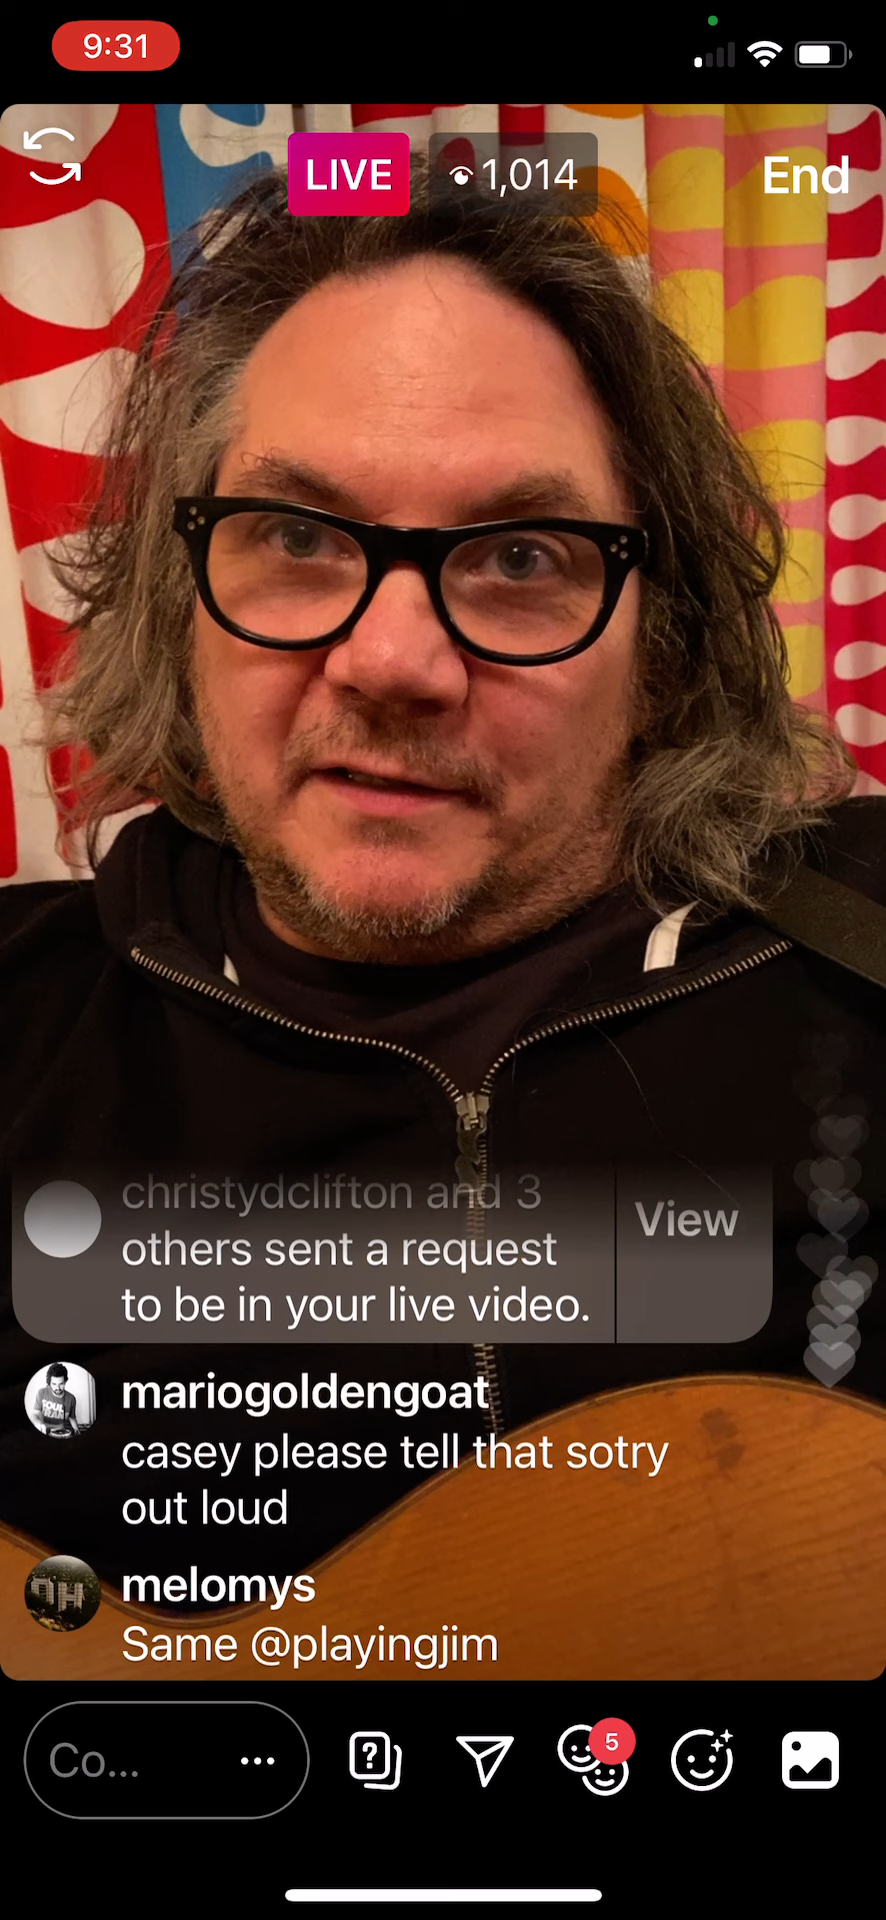 9:31
LIVE
1,014
End
christydclifton and 3
others sent a request
to be in your live video.
View
mariogoldengoat
casey please tell that sotry
out loud
melomys
Same @playingjim
Co...
5